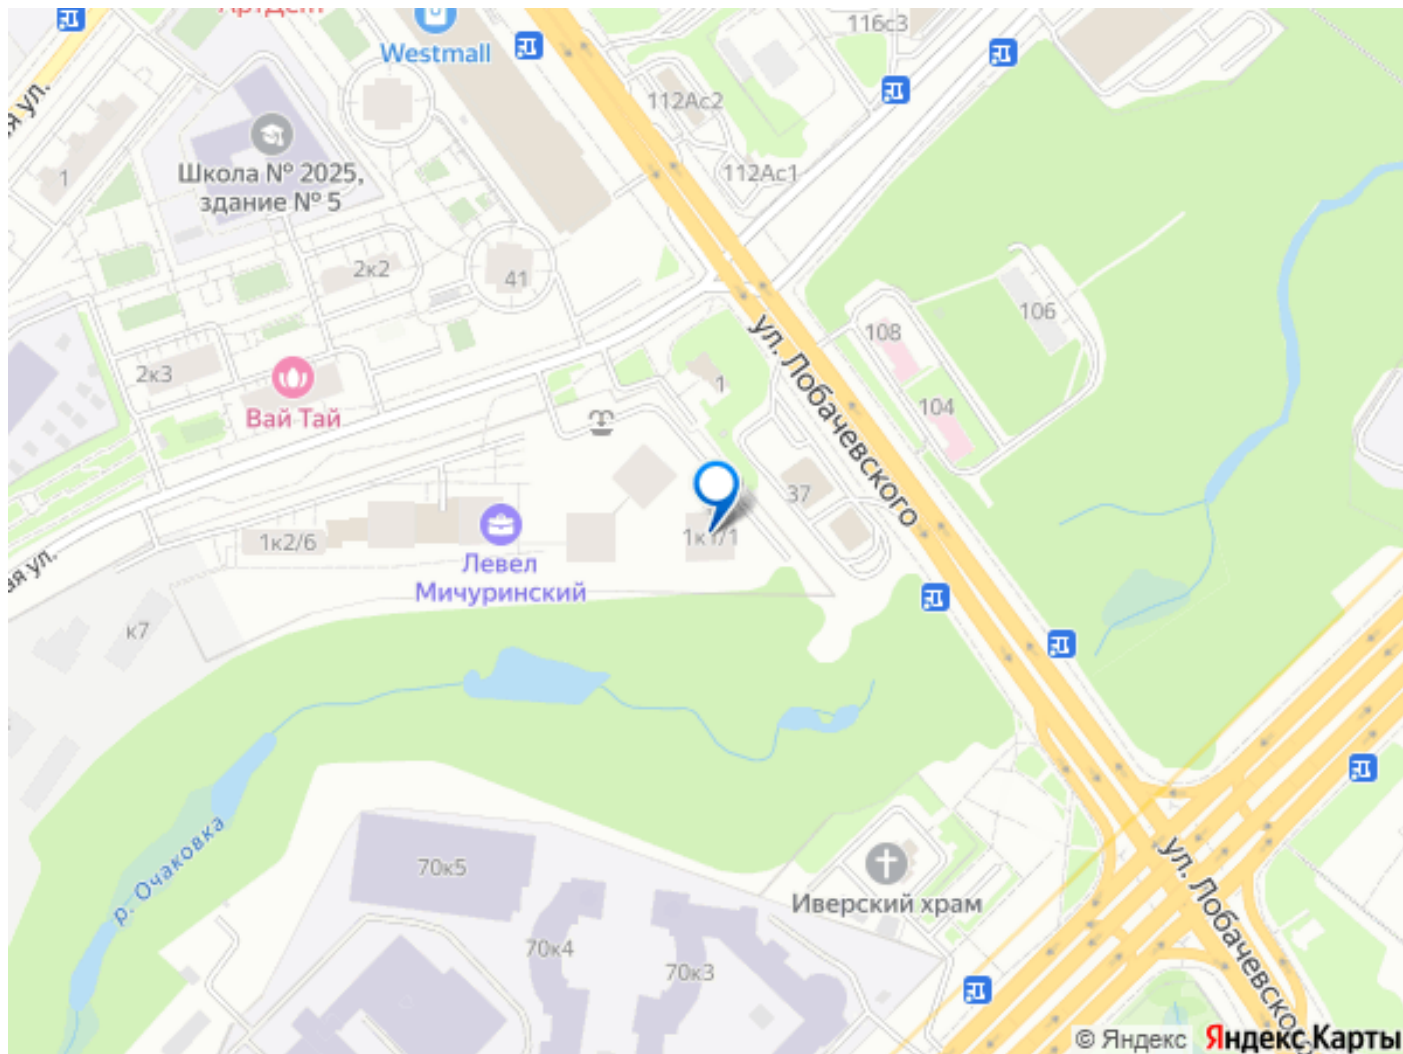 Westmall
116с3
112Ас2
Школа № 2025,
здание № 5
1
112Ас1
2к2
41
106
108
ул. Лобачевского
2к3
1
104
Вай Тай
37
1к1/1
1к2/6
Левел
Мичуринский
к7
р. Очаковка
70к5
ул. Лобачевског
Иверский храм
70к4
70к3
© Яндекс
Яндекс Карты